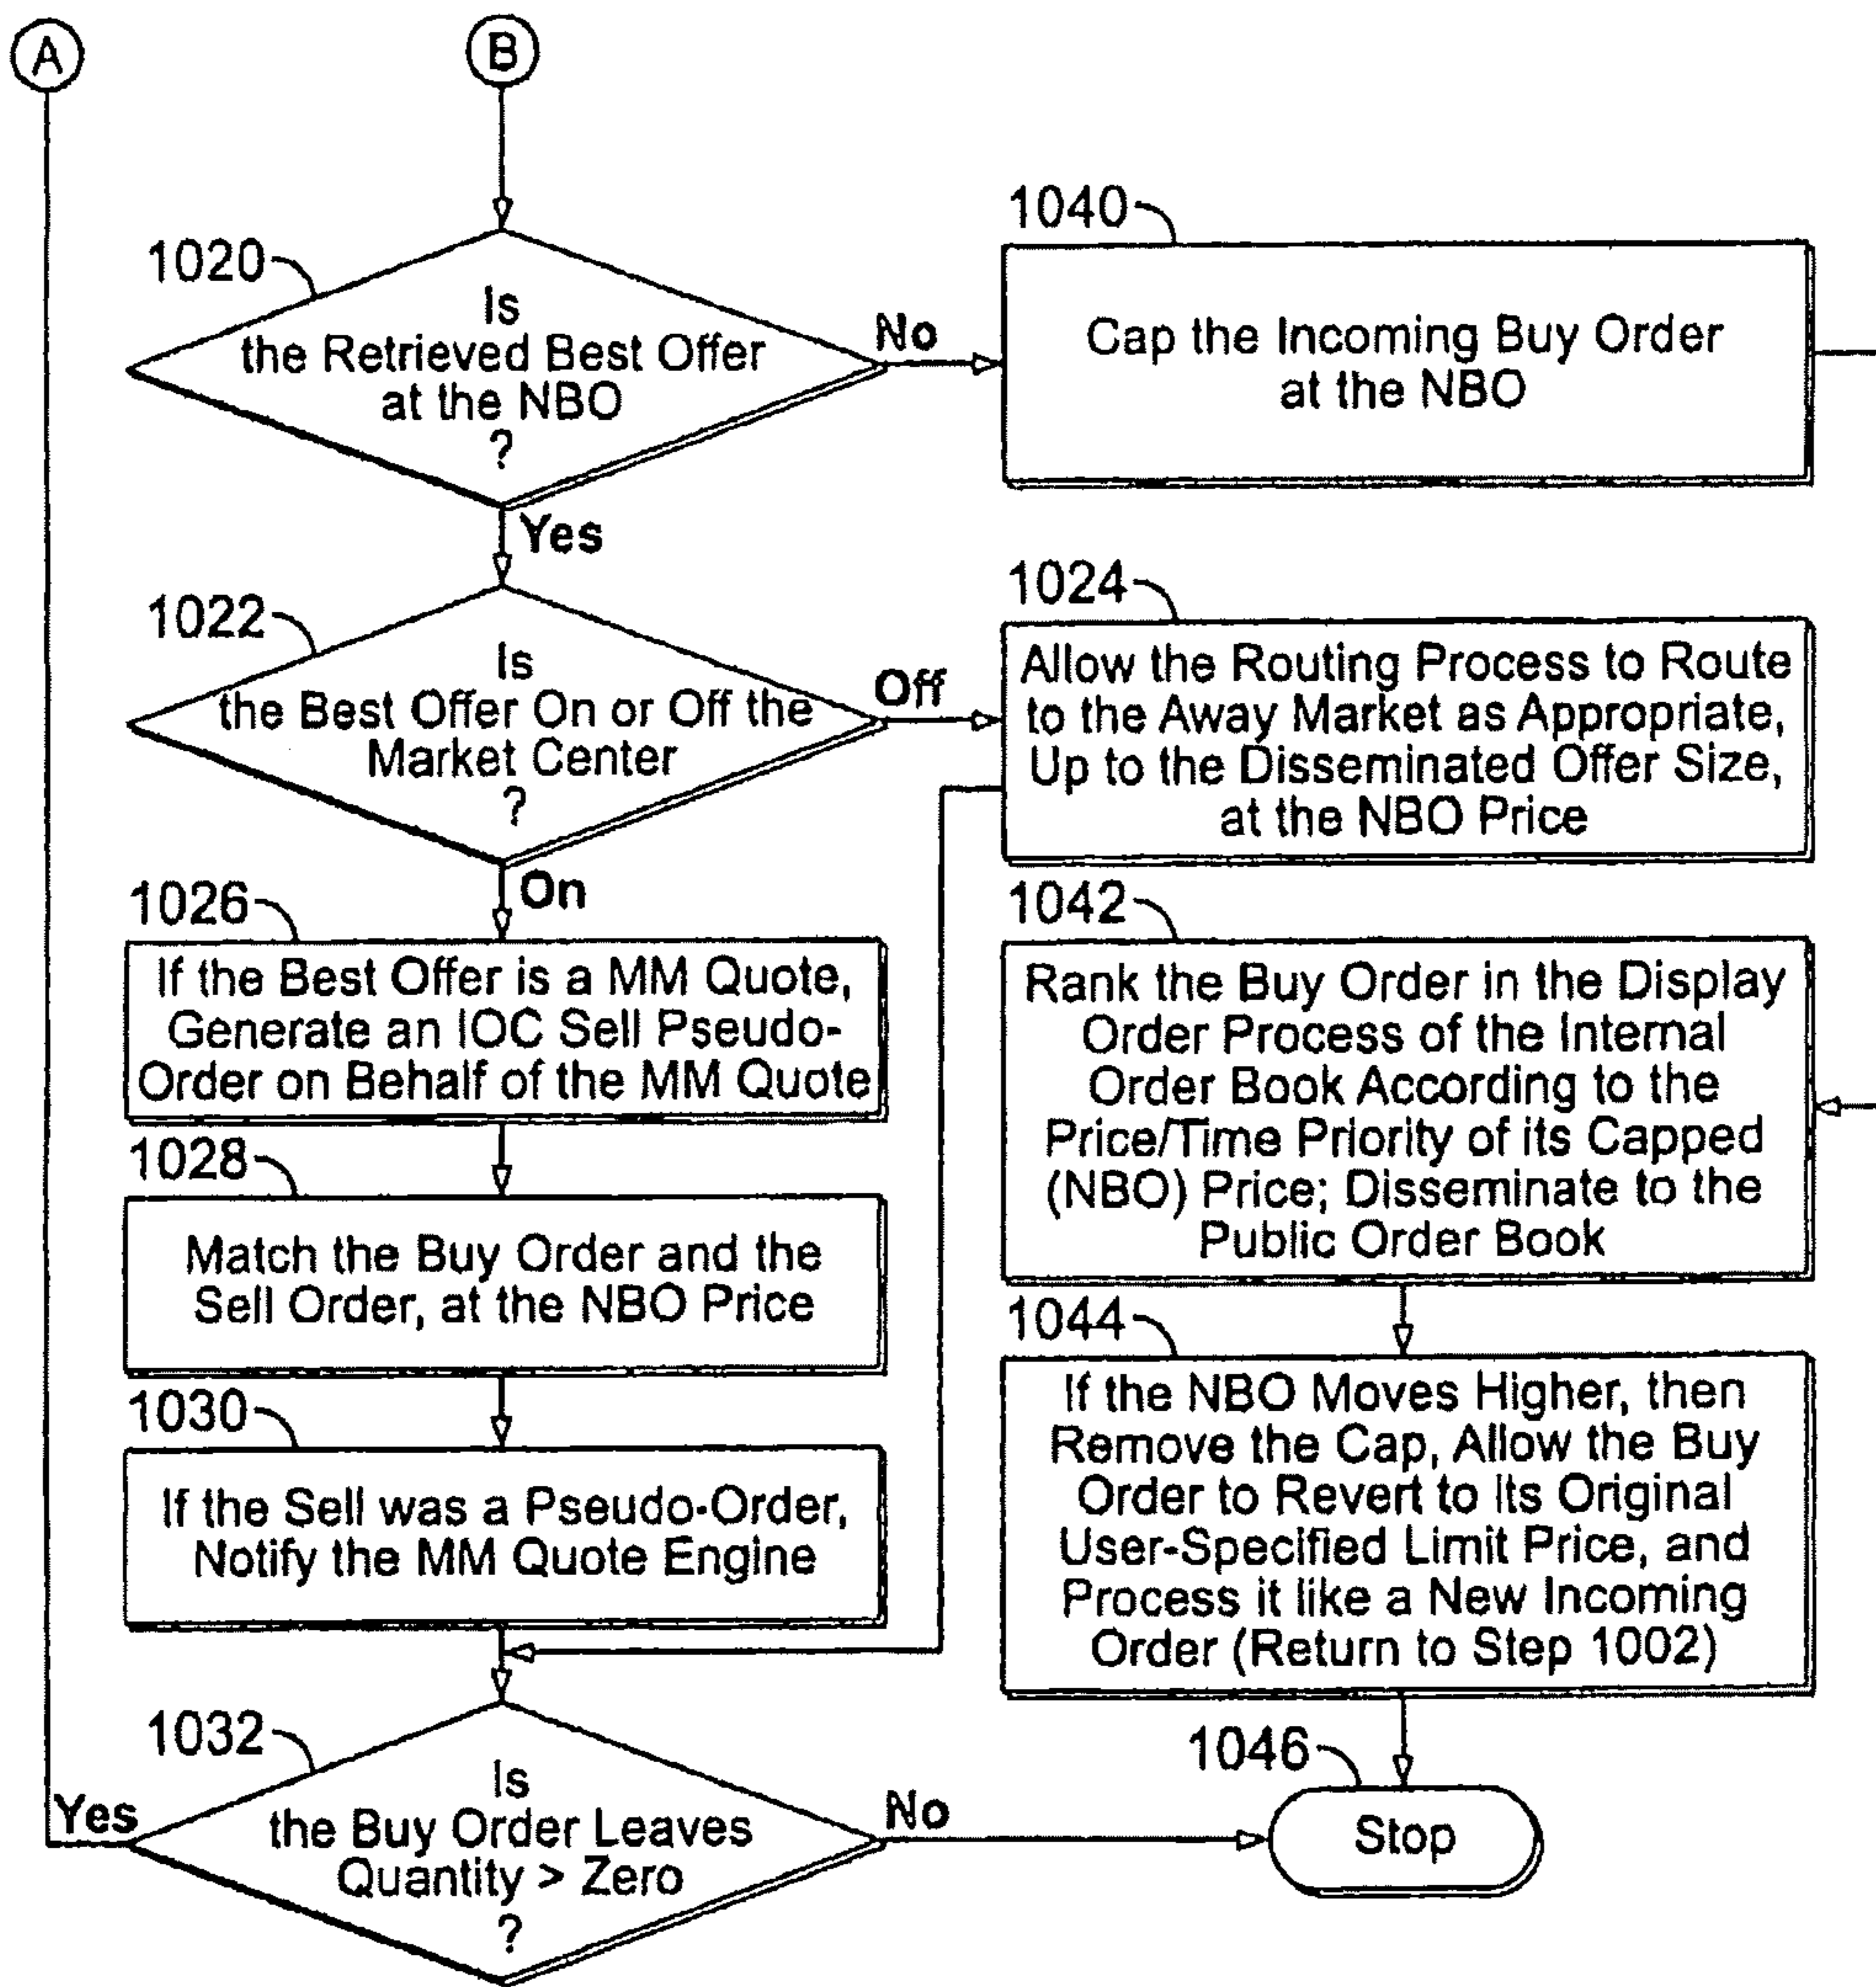 A
B
1020
Is
the Retrieved Best Offer
at the NBO
?
No
Yes
1040
Cap the Incoming Buy Order
at the NBO
1022
Is
the Best Offer On or Off the
Market Center
?
Off
On
1024
Allow the Routing Process to Route
to the Away Market as Appropriate,
Up to the Disseminated Offer Size,
at the NBO Price
1026
If the Best Offer is a MM Quote,
Generate an IOC Sell Pseudo-
Order on Behalf of the MM Quote
1028
Match the Buy Order and the
Sell Order, at the NBO Price
1030
If the Sell was a Pseudo-Order,
Notify the MM Quote Engine
1032
Is
the Buy Order Leaves
Quantity > Zero
?
Yes
No
1042
Rank the Buy Order in the Display
Order Process of the Internal
Order Book According to the
Price/Time Priority of its Capped
(NBO) Price; Disseminate to the
Public Order Book
1044
If the NBO Moves Higher, then
Remove the Cap, Allow the Buy
Order to Revert to Its Original
User-Specified Limit Price, and
Process it like a New Incoming
Order (Return to Step 1002)
1046
Stop